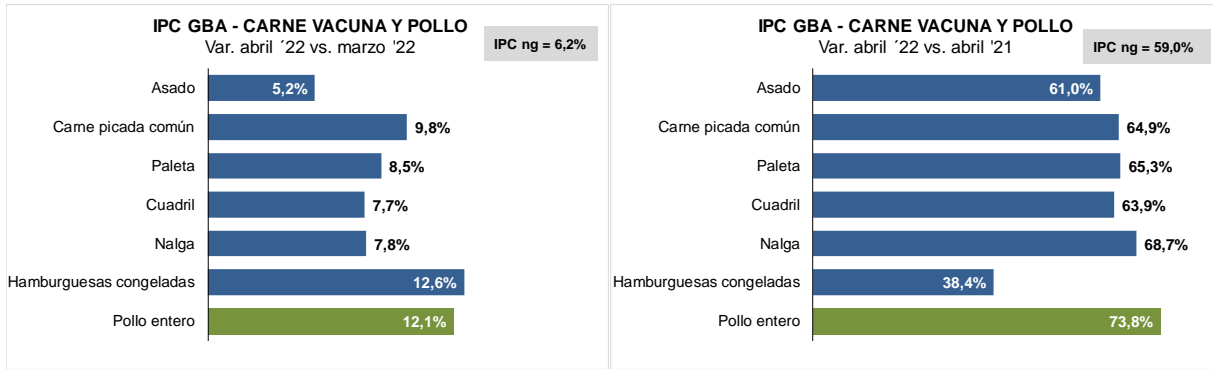 IPC GBA - CARNE VACUNA Y POLLO
Var. abril ´22 vs. marzo '22
IPC ng = 6,2%
Asado 5,2%
Carne picada común 9,8%
Paleta 8,5%
Cuadril 7,7%
Nalga 7,8%
Hamburguesas congeladas 12,6%
Pollo entero 12,1%
IPC GBA - CARNE VACUNA Y POLLO
Var. abril ´22 vs. abril '21
IPC ng = 59,0%
Asado 61,0%
Carne picada común 64,9%
Paleta 65,3%
Cuadril 63,9%
Nalga 68,7%
Hamburguesas congeladas 38,4%
Pollo entero 73,8%